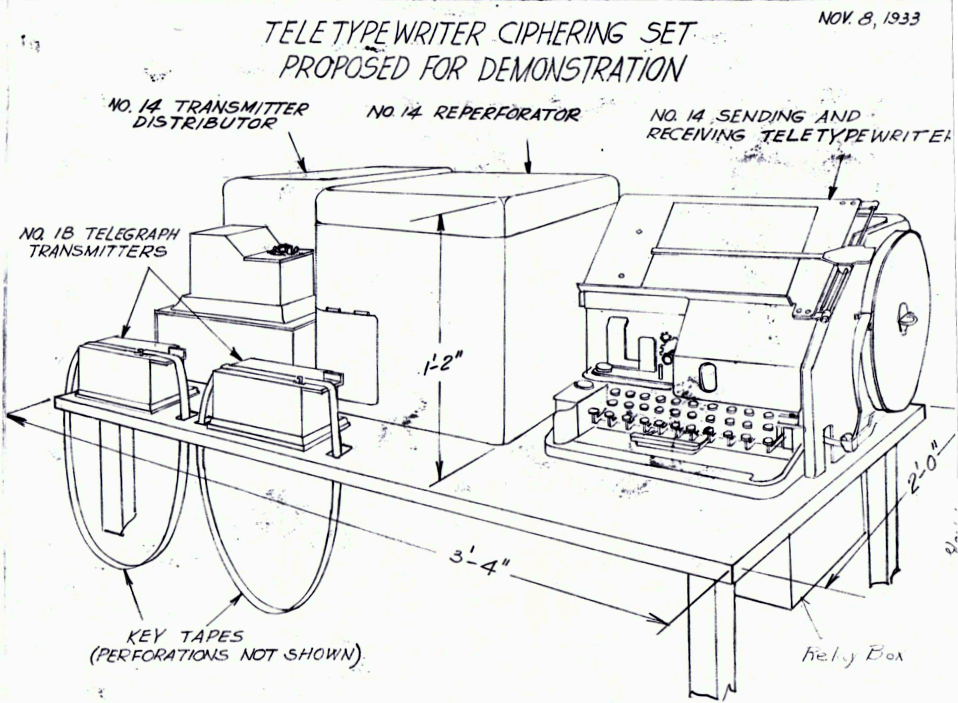 NOV. 8, 1933
TELETYPEWRITER CIPHERING SET
PROPOSED FOR DEMONSTRATION
NO. 14 TRANSMITTER
DISTRIBUTOR
NO. 14 REPERFORATOR
NO. 14 SENDING AND
RECEIVING TELETYPEWRITER
NO. 1B TELEGRAPH
TRANSMITTERS
1'-2"
2'-0"
3'-4"
KEY TAPES
(PERFORATIONS NOT SHOWN)
Relay Box